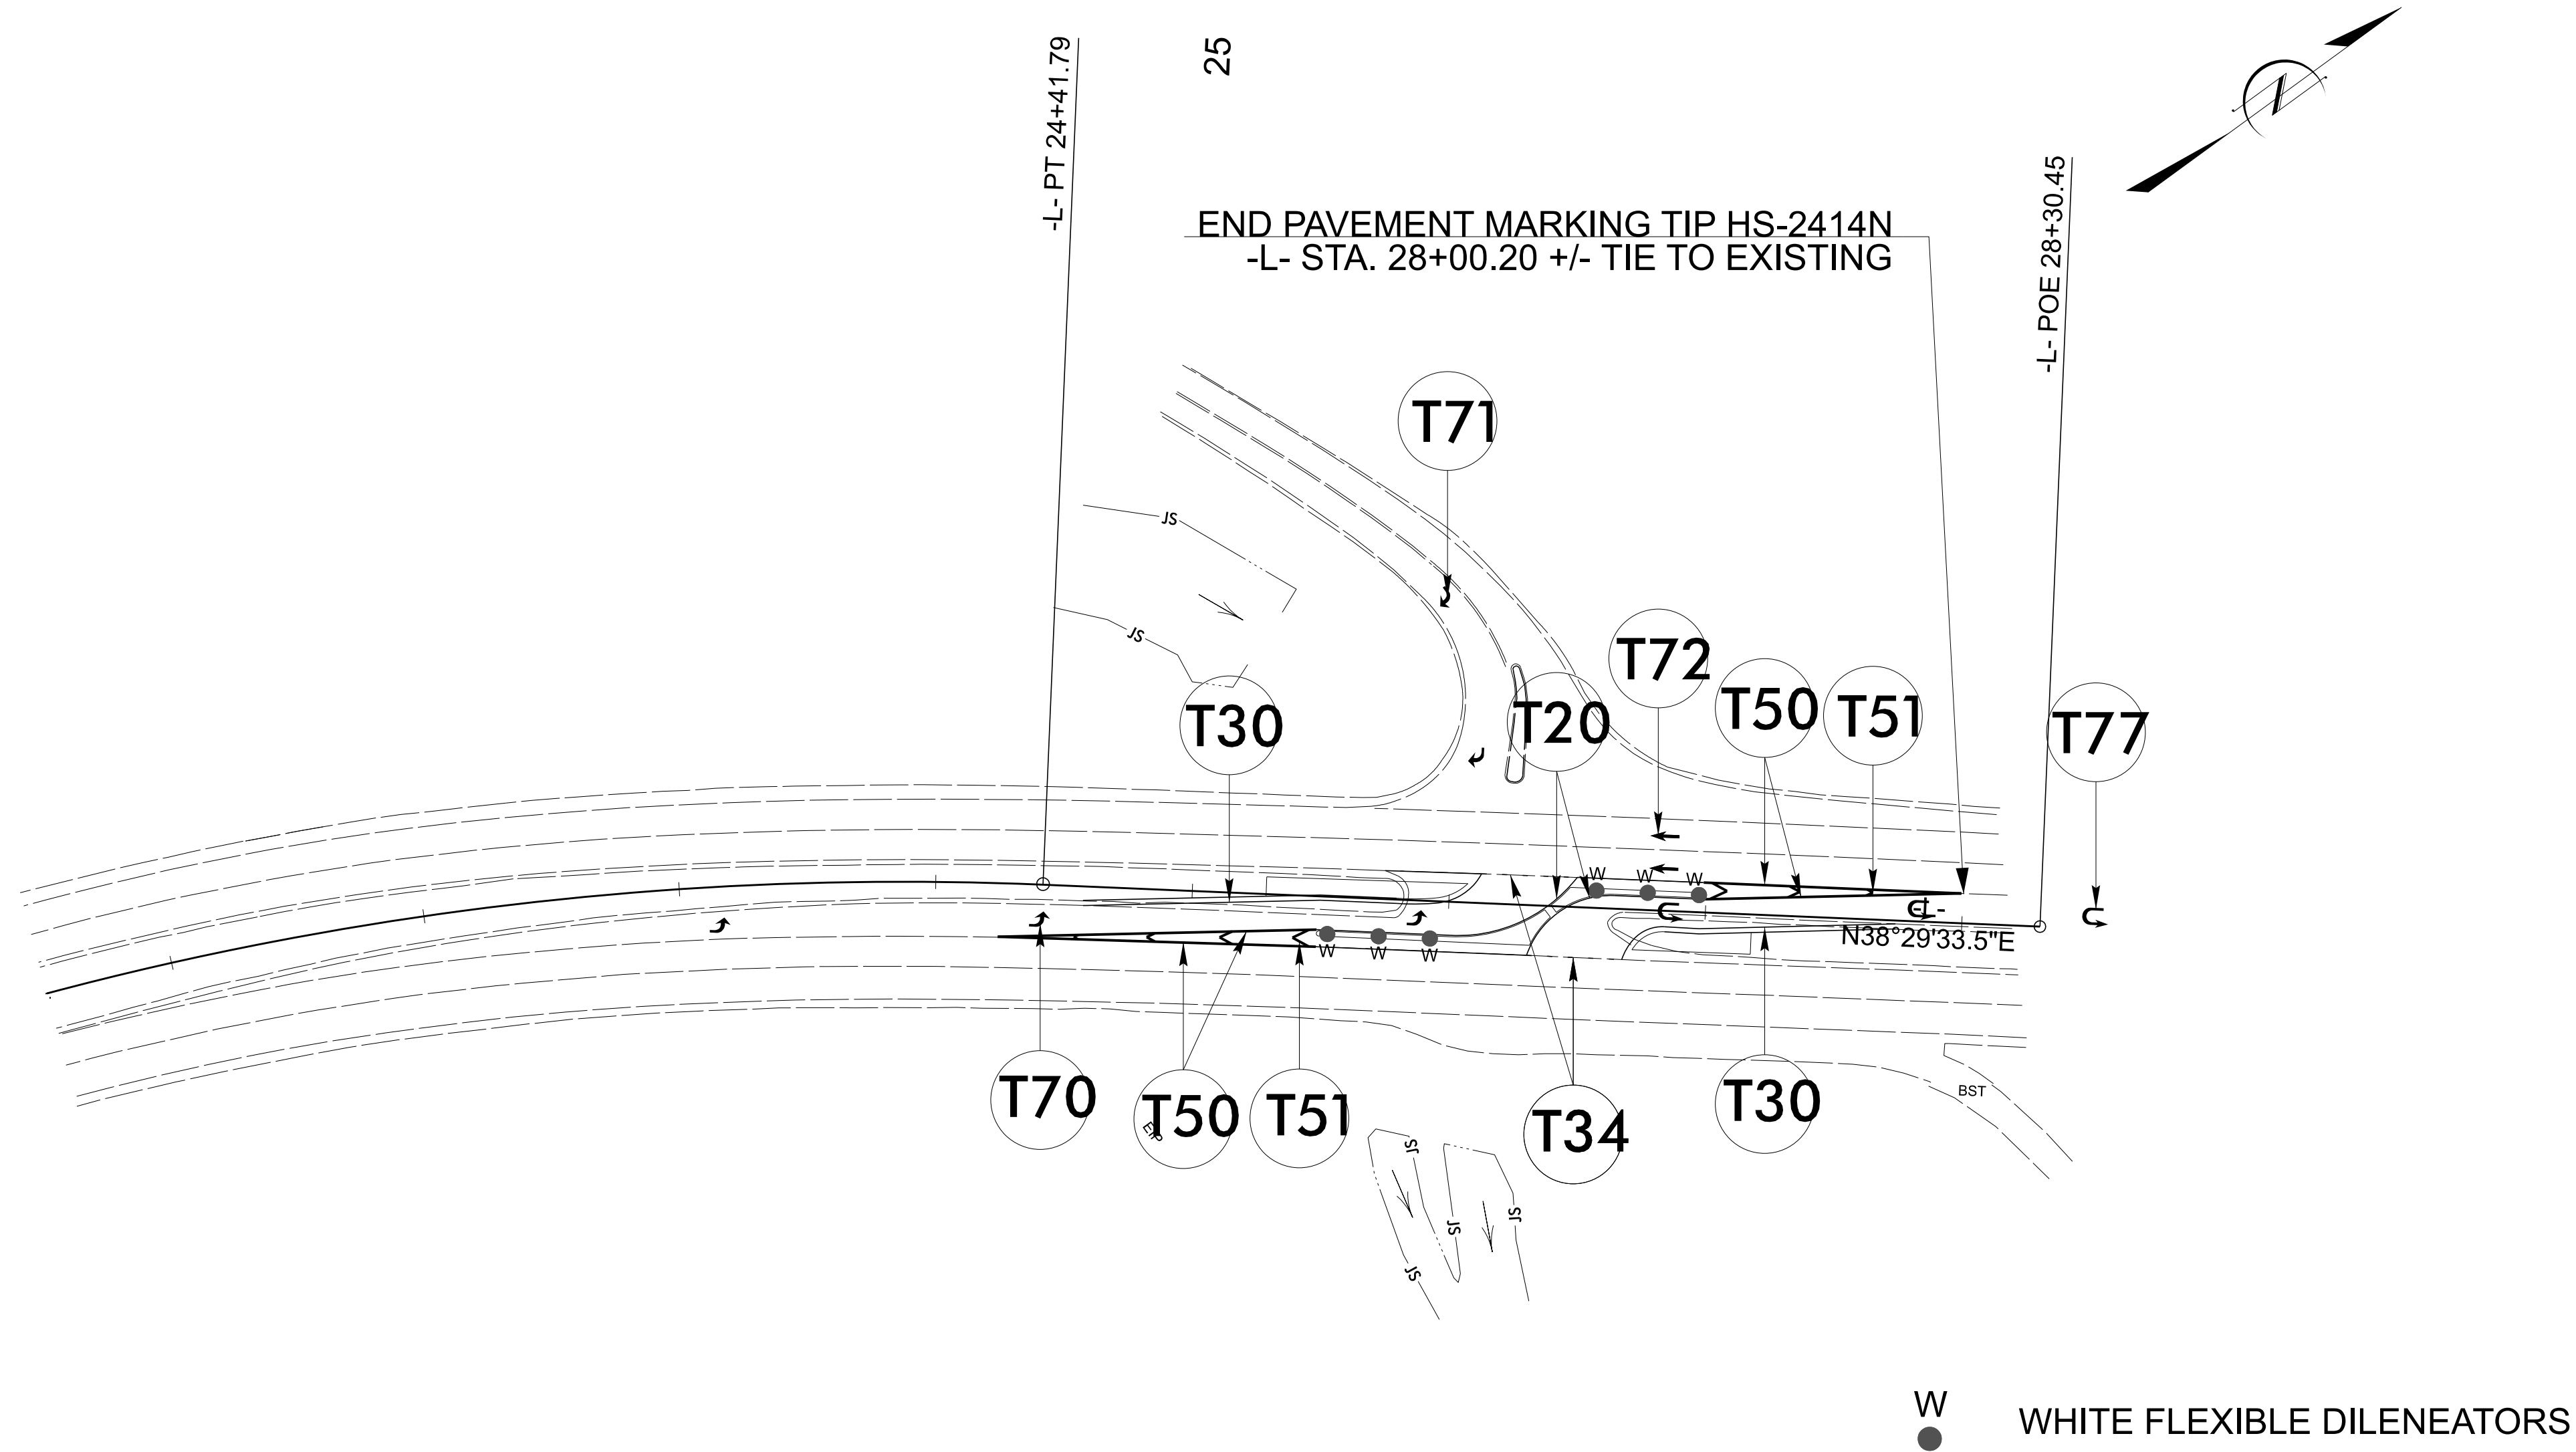 -L- PT 24+41.79
25
-L- POE 28+30.45
END PAVEMENT MARKING TIP HS-2414N
-L- STA. 28+00.20 +/- TIE TO EXISTING
T71
JS
JS
T72
T30
T20
T50
T51
T77
W
W
W
-L-
N38°29'33.5"E
W
W
W
T70
T50
EIP
T51
T34
T30
BST
JS
JS
JS
JS
W
WHITE FLEXIBLE DILENEATORS